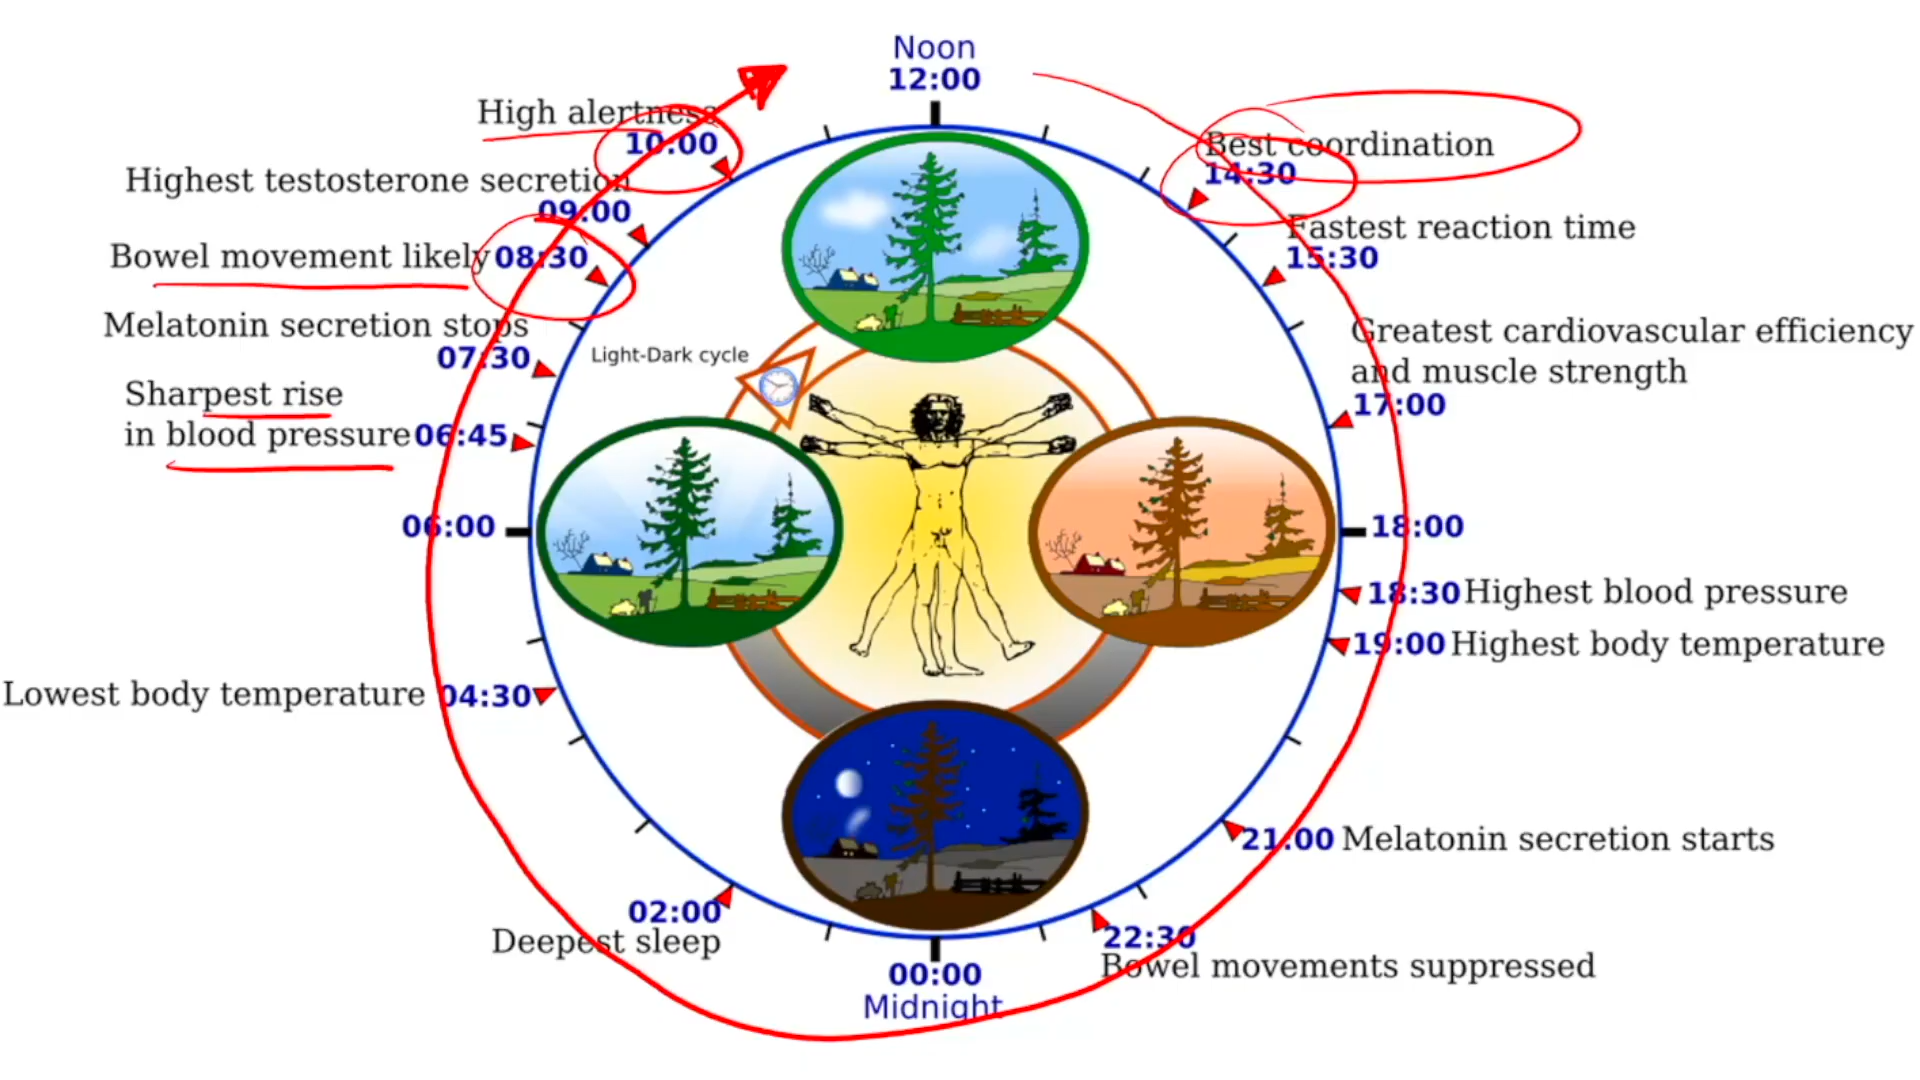 Noon
12:00
High alertness
10:00
Highest testosterone secretion
09:00
Bowel movement likely 08:30
Melatonin secretion stops
07:30
Sharpest rise
in blood pressure 06:45
06:00
Lowest body temperature 04:30
02:00
Deepest sleep
00:00
Midnight
Light-Dark cycle
Best coordination
14:30
Fastest reaction time
15:30
Greatest cardiovascular efficiency
and muscle strength
17:00
18:00
18:30 Highest blood pressure
19:00 Highest body temperature
21:00 Melatonin secretion starts
22:30
Bowel movements suppressed